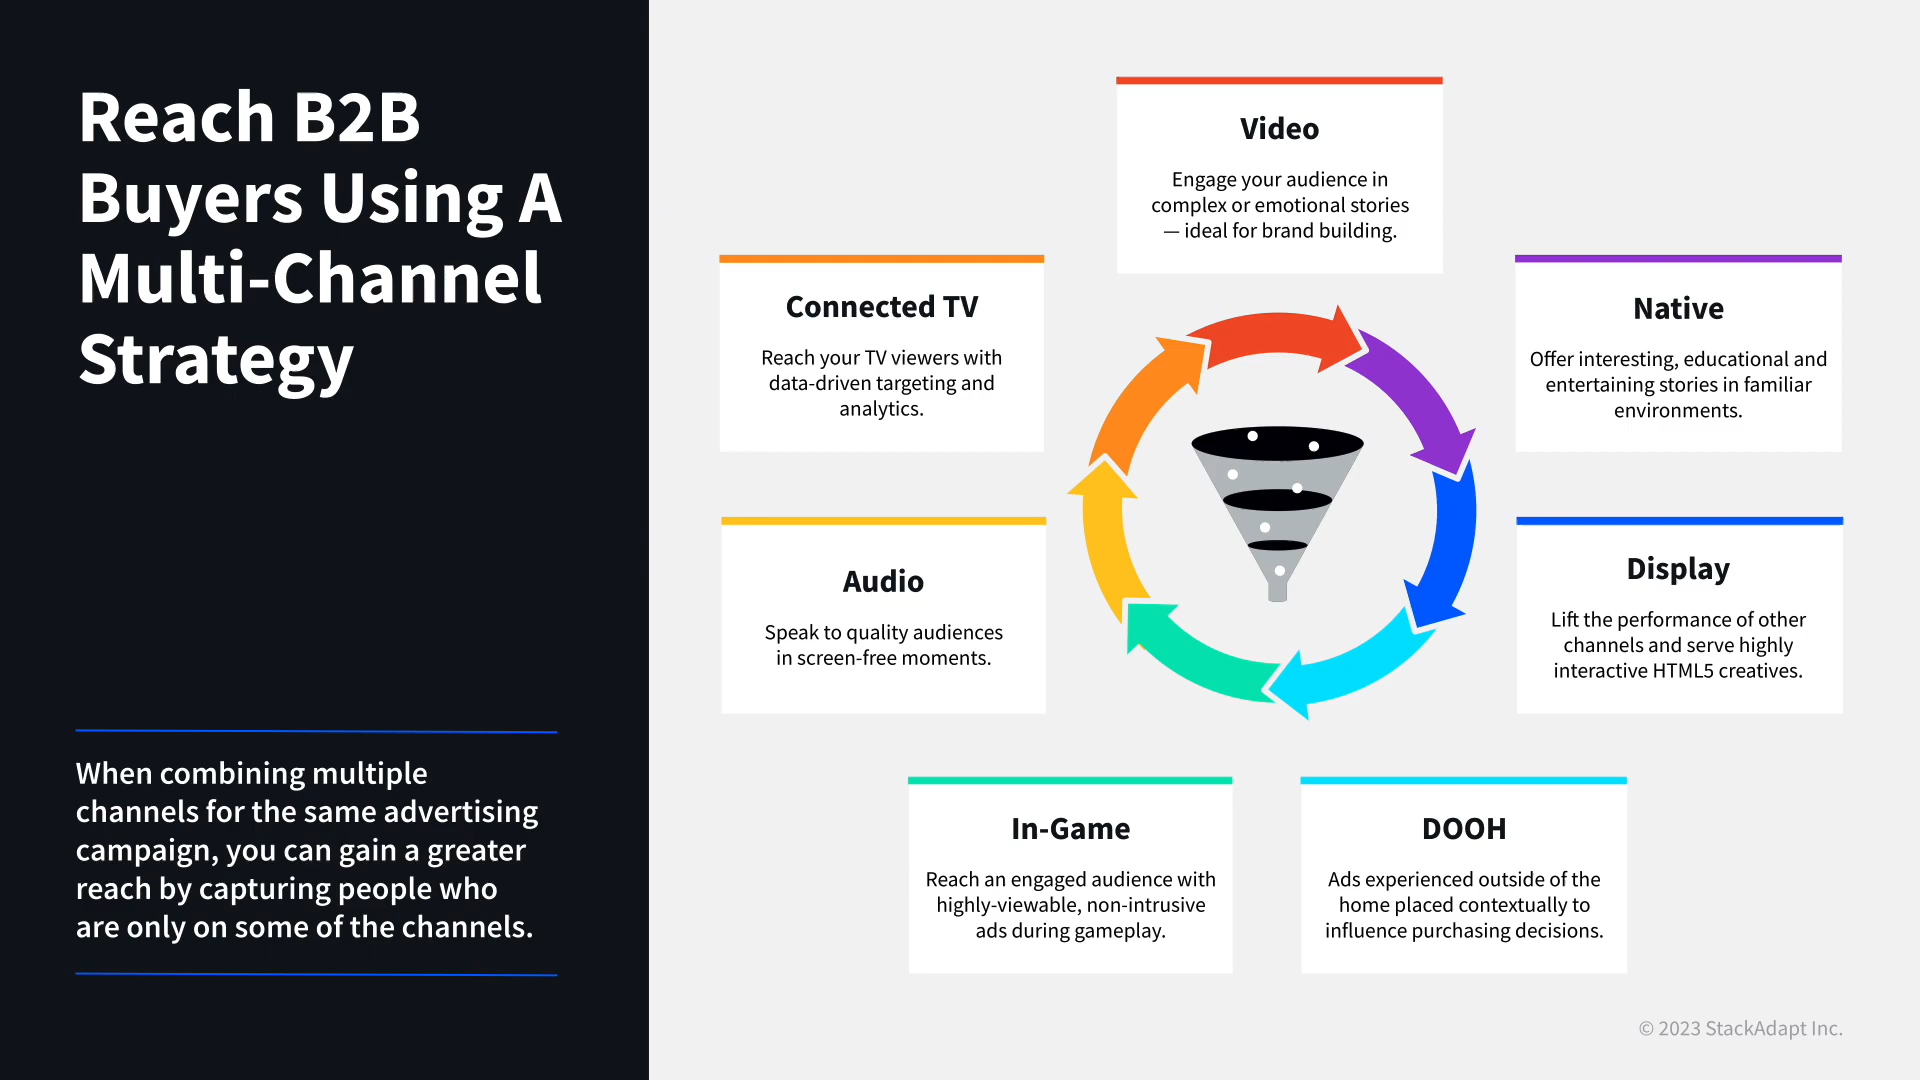 Reach B2B
Buyers Using A
Multi-Channel
Strategy
When combining multiple
channels for the same advertising
campaign, you can gain a greater
reach by capturing people who
are only on some of the channels.
Video
Engage your audience in
complex or emotional stories
— ideal for brand building.
Connected TV
Reach your TV viewers with
data-driven targeting and
analytics.
Native
Offer interesting, educational and
entertaining stories in familiar
environments.
Audio
Speak to quality audiences
in screen-free moments.
Display
Lift the performance of other
channels and serve highly
interactive HTML5 creatives.
In-Game
Reach an engaged audience with
highly-viewable, non-intrusive
ads during gameplay.
DOOH
Ads experienced outside of the
home placed contextually to
influence purchasing decisions.
© 2023 StackAdapt Inc.